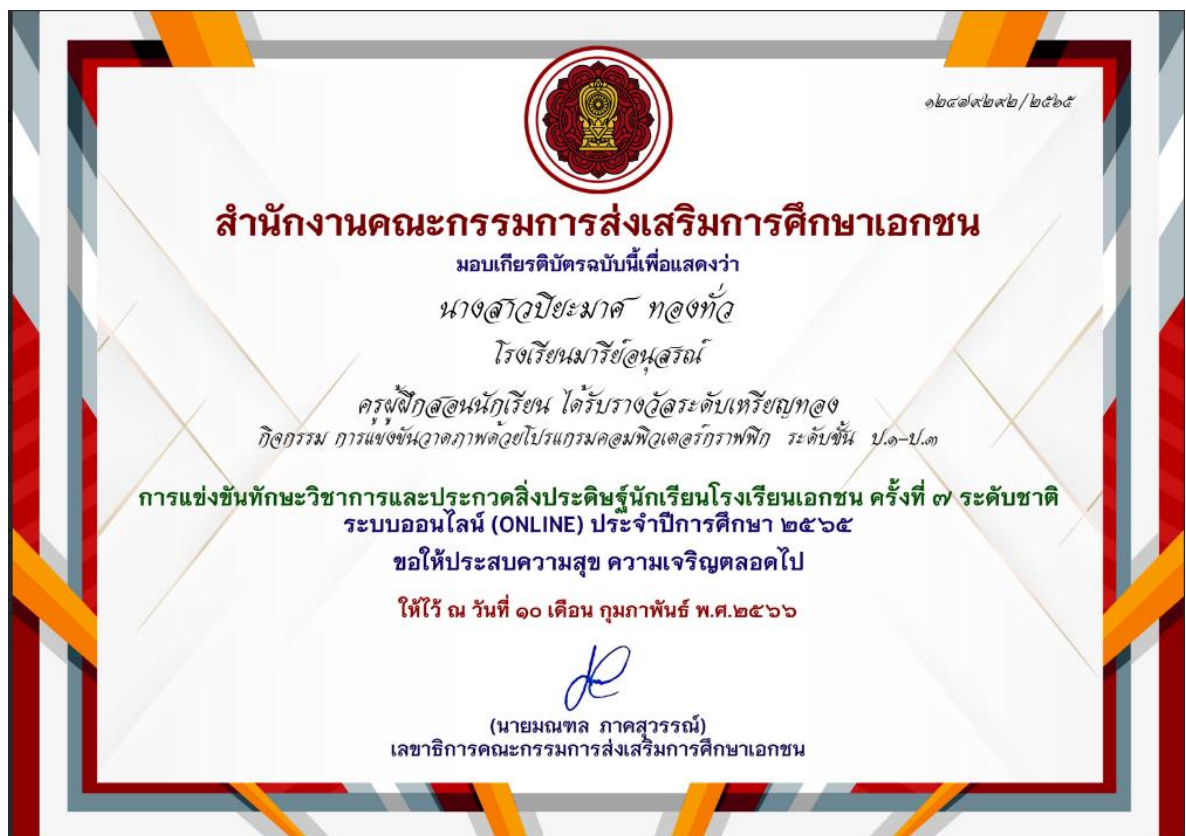 ๑๒๔๗๙๒๙๒/๒๕๖๕
สำนักงานคณะกรรมการส่งเสริมการศึกษาเอกชน
มอบเกียรติบัตรฉบับนี้เพื่อแสดงว่า
นางสาวปิยะมาศ ทองทั่ว
โรงเรียนมารีย์อนุสรณ์
ครูผู้ฝึกสอนนักเรียน ได้รับรางวัลระดับเหรียญทอง
กิจกรรม การแข่งขันวาดภาพด้วยโปรแกรมคอมพิวเตอร์กราฟฟิก ระดับชั้น ป.๑-ป.๓
การแข่งขันทักษะวิชาการและประกวดสิ่งประดิษฐ์นักเรียนโรงเรียนเอกชน ครั้งที่ ๗ ระดับชาติ
ระบบออนไลน์ (ONLINE) ประจำปีการศึกษา ๒๕๖๕
ขอให้ประสบความสุข ความเจริญตลอดไป
ให้ไว้ ณ วันที่ ๑๐ เดือน กุมภาพันธ์ พ.ศ.๒๕๖๖
(นายมณฑล ภาคสุวรรณ์)
เลขาธิการคณะกรรมการส่งเสริมการศึกษาเอกชน